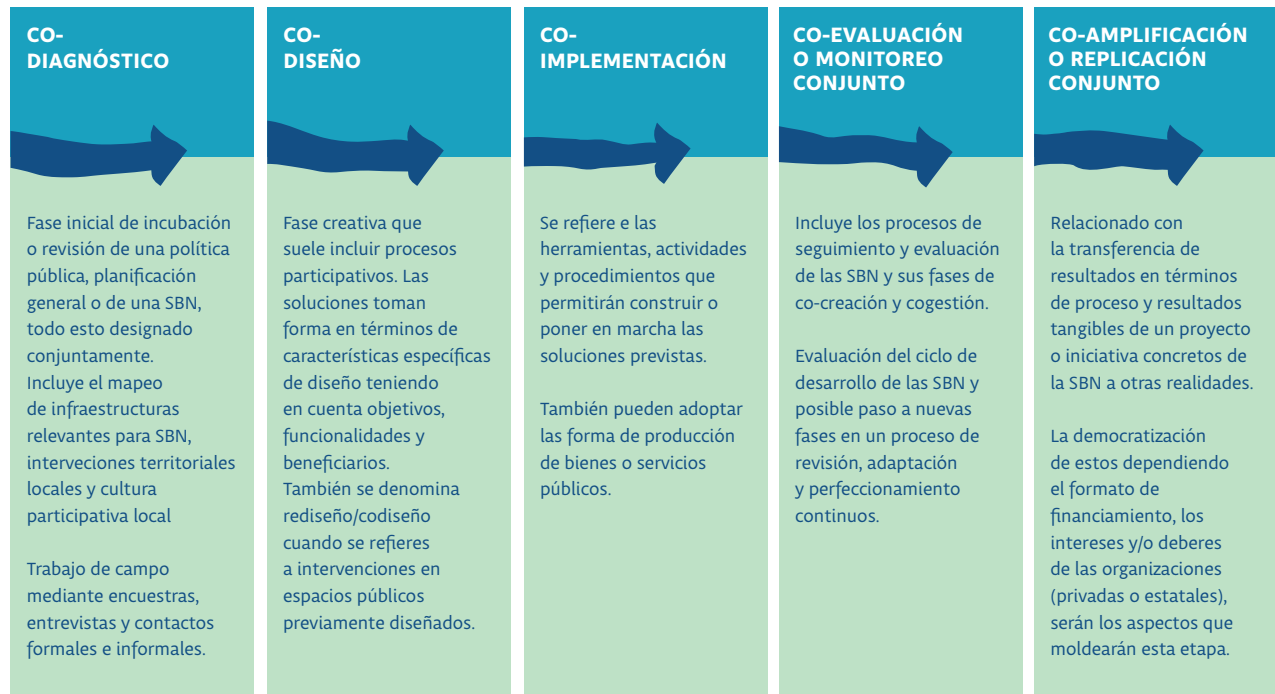 CO-
DIAGNÓSTICO
Fase inicial de incubación
o revisión de una política
pública, planificación
general o de una SBN,
todo esto designado
conjuntamente.
Incluye el mapeo
de infraestructuras
relevantes para SBN,
interveciones territoriales
locales y cultura
participativa local
Trabajo de campo
mediante encuestras,
entrevistas y contactos
formales e informales.
CO-
DISEÑO
Fase creativa que
suele incluir procesos
participativos. Las
soluciones toman
forma en términos de
características específicas
de diseño teniendo
en cuenta objetivos,
funcionalidades y
beneficiarios.
También se denomina
rediseño/codiseño
cuando se refieres
a intervenciones en
espacios públicos
previamente diseñados.
CO-
IMPLEMENTACIÓN
Se refiere e las
herramientas, actividades
y procedimientos que
permitirán construir o
poner en marcha las
soluciones previstas.
También pueden adoptar
las forma de producción
de bienes o servicios
públicos.
CO-EVALUACIÓN
O MONITOREO
CONJUNTO
Incluye los procesos de
seguimiento y evaluación
de las SBN y sus fases de
co-creación y cogestión.
Evaluación del ciclo de
desarrollo de las SBN y
posible paso a nuevas
fases en un proceso de
revisión, adaptación
y perfeccionamiento
continuos.
CO-AMPLIFICACIÓN
O REPLICACIÓN
CONJUNTO
Relacionado con
la transferencia de
resultados en términos
de proceso y resultados
tangibles de un proyecto
o iniciativa concretos de
la SBN a otras realidades.
La democratización
de estos dependiendo
el formato de
financiamiento, los
intereses y/o deberes
de las organizaciones
(privadas o estatales),
serán los aspectos que
moldearán esta etapa.